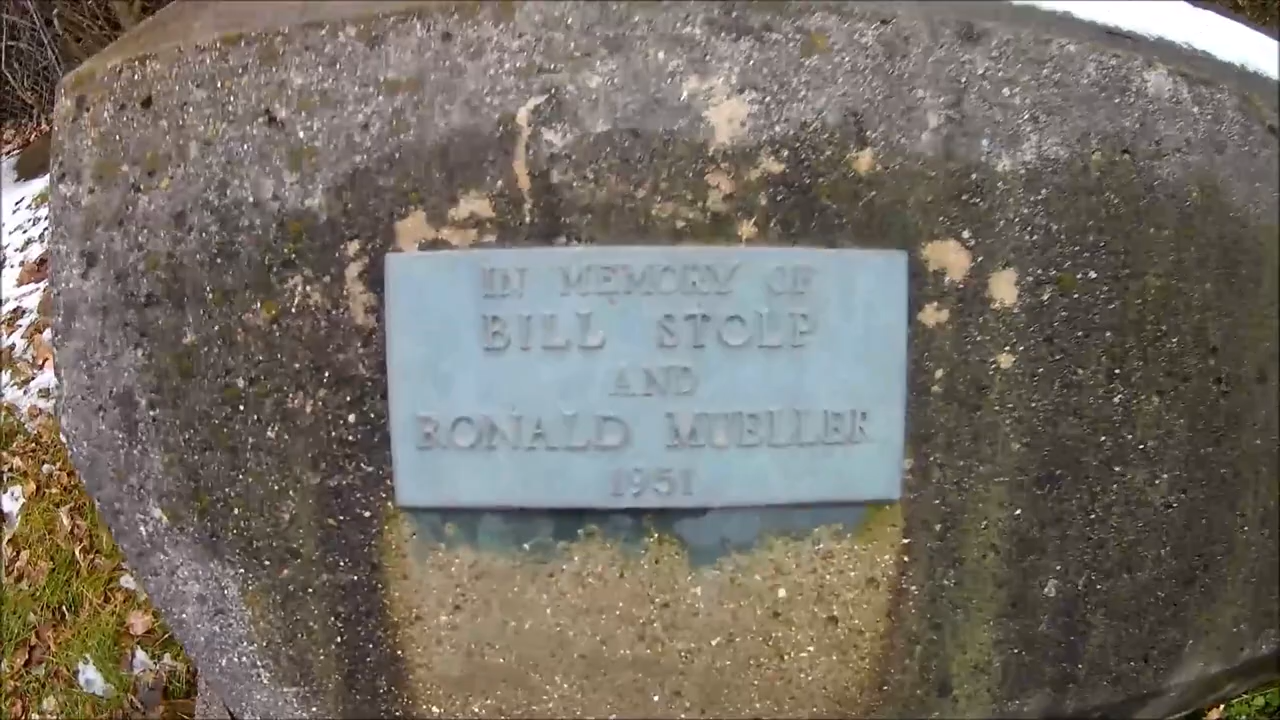 IN MEMORY OF
BILL STOLP
AND
RONALD MUELLER
1951